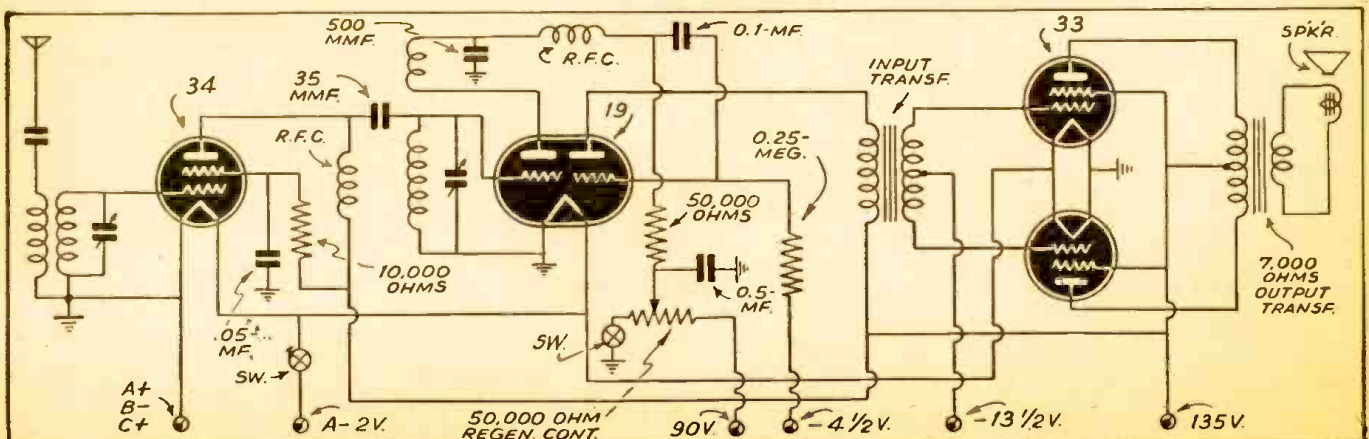 500
MMF.
0.1-MF.
R.F.C.
33
SPK'R.
INPUT
TRANSF.
34
35
MMF.
19
R.F.C.
0.25-
MEG.
50,000
OHMS
10,000
OHMS
0.5-
MF.
7,000
OHMS
OUTPUT
TRANSF.
.05-
MF.
SW.
SW.
A+
B-
C+
A-2V.
50,000 OHM
REGEN. CONT.
90V.
-4 1/2V.
-13 1/2 V.
135V.